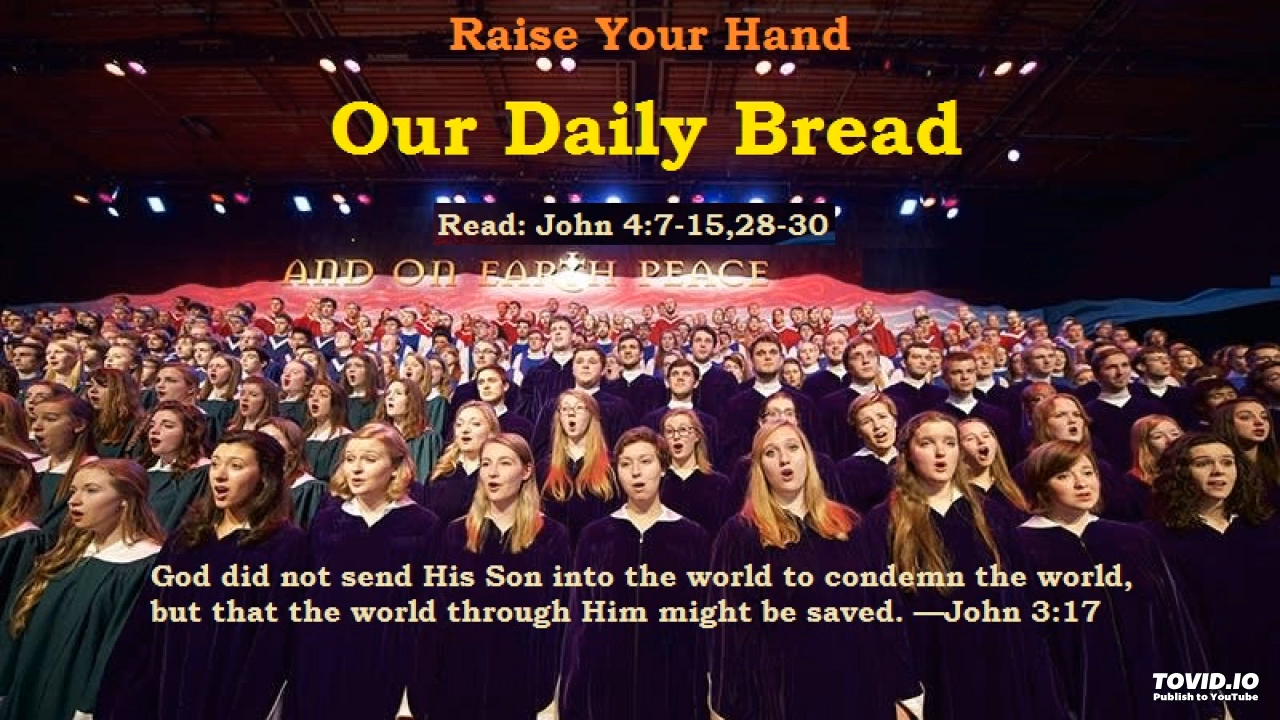 Raise Your Hand
Our Daily Bread
Read: John 4:7-15,28-30
AND ON EARTH PEACE
God did not send His Son into the world to condemn the world,
but that the world through Him might be saved. —John 3:17
TOVID.IO
Publish to YouTube